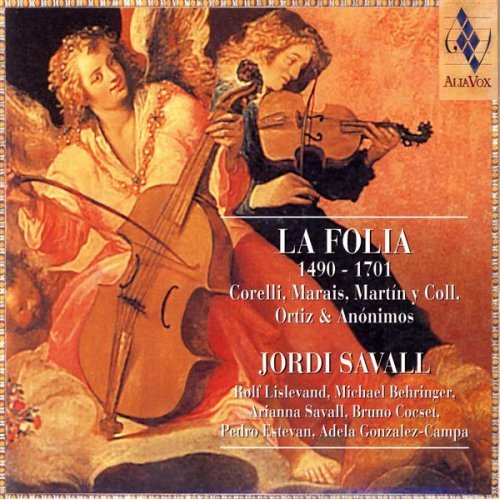 ALIAVOX
LA FOLIA
1490 - 1701
Corelli, Marais, Martín y Coll,
Ortiz & Anónimos
JORDI SAVALL
Rolf Lislevand, Michael Behringer,
Arianna Savall, Bruno Cocset,
Pedro Estevan, Adela Gonzalez-Campa